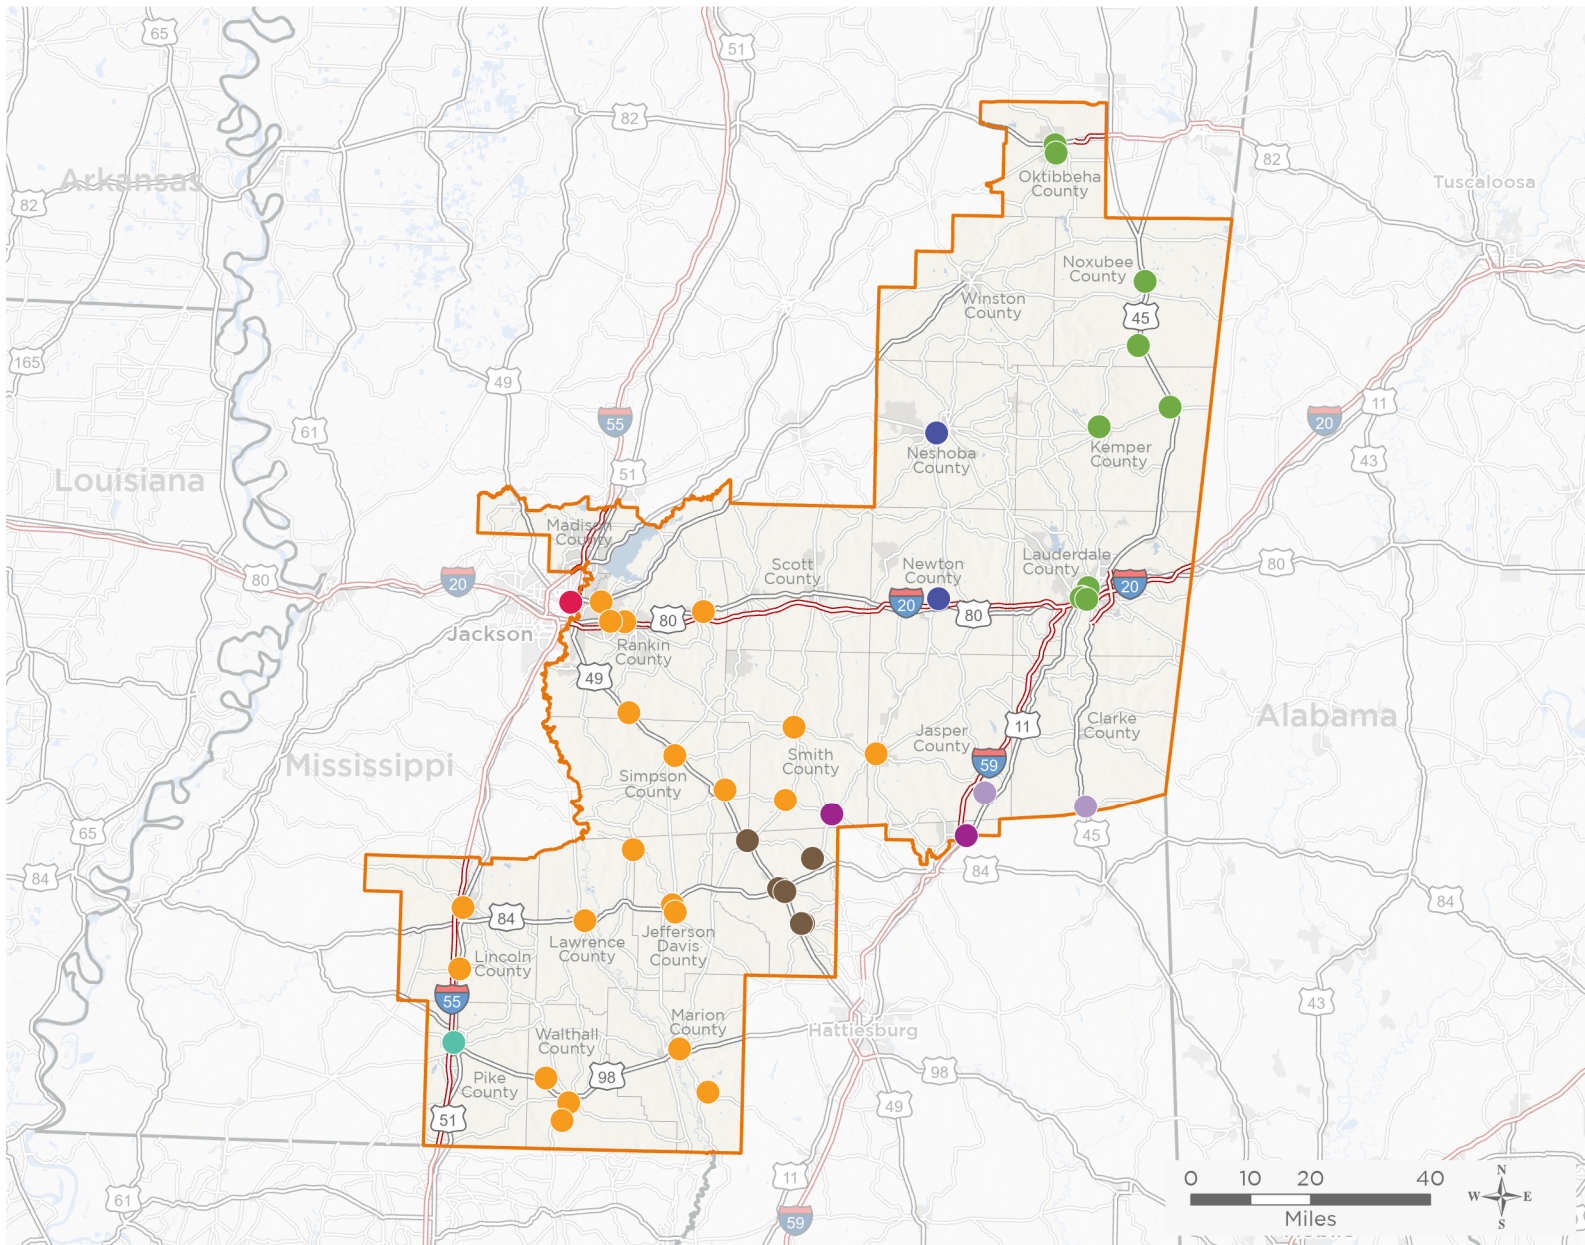 65
51
82
82
Arkansas
Tuscaloosa
Oktibbeha
County
82
Noxubee
County
Winston
County
45
165
49
55
20
11
61
Neshoba
County
Kemper
County
43
51
Louisiana
Madison
County
Scott
County
Newton
County
Lauderdale
County
80
20
20
80
20
80
80
Jackson
Rankin
County
49
Jasper
County
11
Clarke
County
Alabama
Mississippi
Simpson
County
Smith
County
59
65
45
84
84
84
84
Lawrence
County
Jefferson
Davis
County
Lincoln
County
55
43
Marion
County
Walthall
County
Hattiesburg
Pike
County
98
98
51
49
11
61
59
0 10 20 40
Miles
N
W E
S